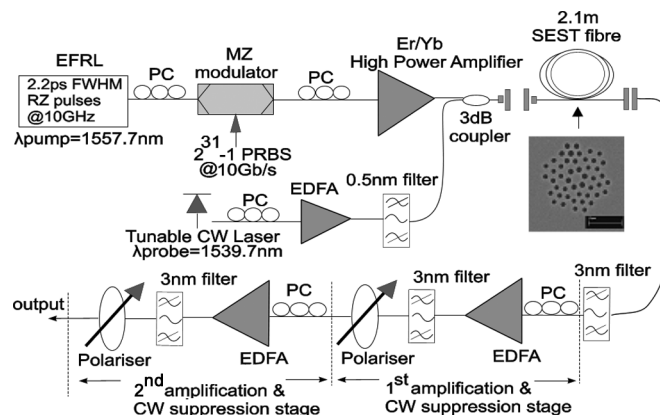 EFRL
2.2ps FWHM
RZ pulses
@10GHz
λpump=1557.7nm
PC
MZ
modulator
2^31-1 PRBS
@10Gb/s
PC
Er/Yb
High Power Amplifier
3dB
coupler
2.1m
SEST fibre
Tunable CW Laser
λprobe=1539.7nm
PC
EDFA
0.5nm filter
output
Polariser
3nm filter
EDFA
PC
2nd amplification &
CW suppression stage
Polariser
3nm filter
EDFA
PC
3nm filter
1st amplification &
CW suppression stage